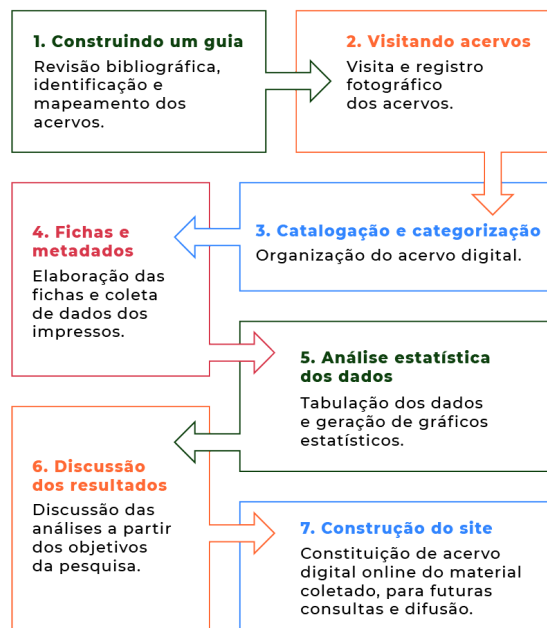 1. Construindo um guia
Revisão bibliográfica,
identificação e
mapeamento dos
acervos.
2. Visitando acervos
Visita e registro
fotográfico
dos acervos.
3. Catalogação e categorização
Organização do acervo digital.
4. Fichas e
metadados
Elaboração das
fichas e coleta
de dados dos
impressos.
5. Análise estatística
dos dados
Tabulação dos dados
e geração de gráficos
estatísticos.
6. Discussão
dos resultados
Discussão das
análises a partir
dos objetivos
da pesquisa.
7. Construção do site
Constituição de acervo
digital online do material
coletado, para futuras
consultas e difusão.